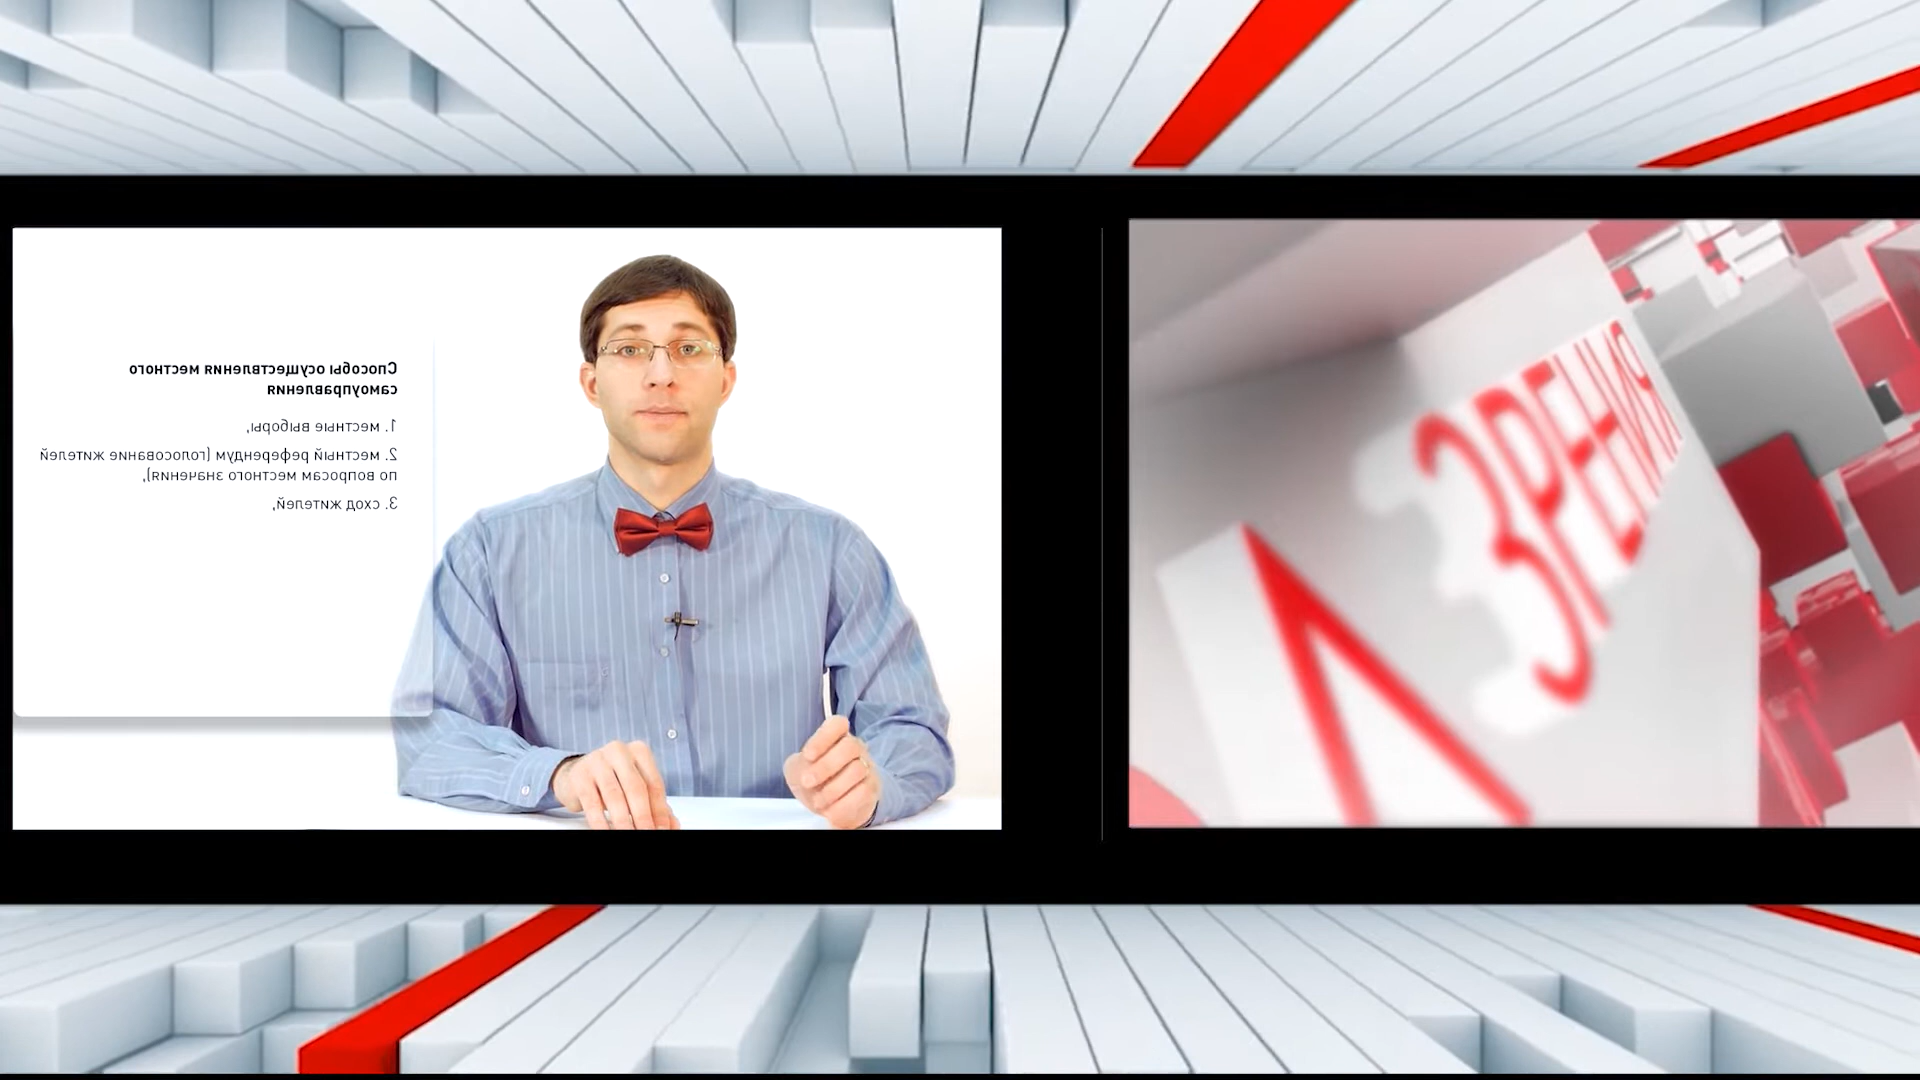 Способы осуществления местного
самоуправления
1. местные выборы,
2. местный референдум (голосование жителей
по вопросам местного значения),
3. сход жителей,
ЗРЕНИЯ